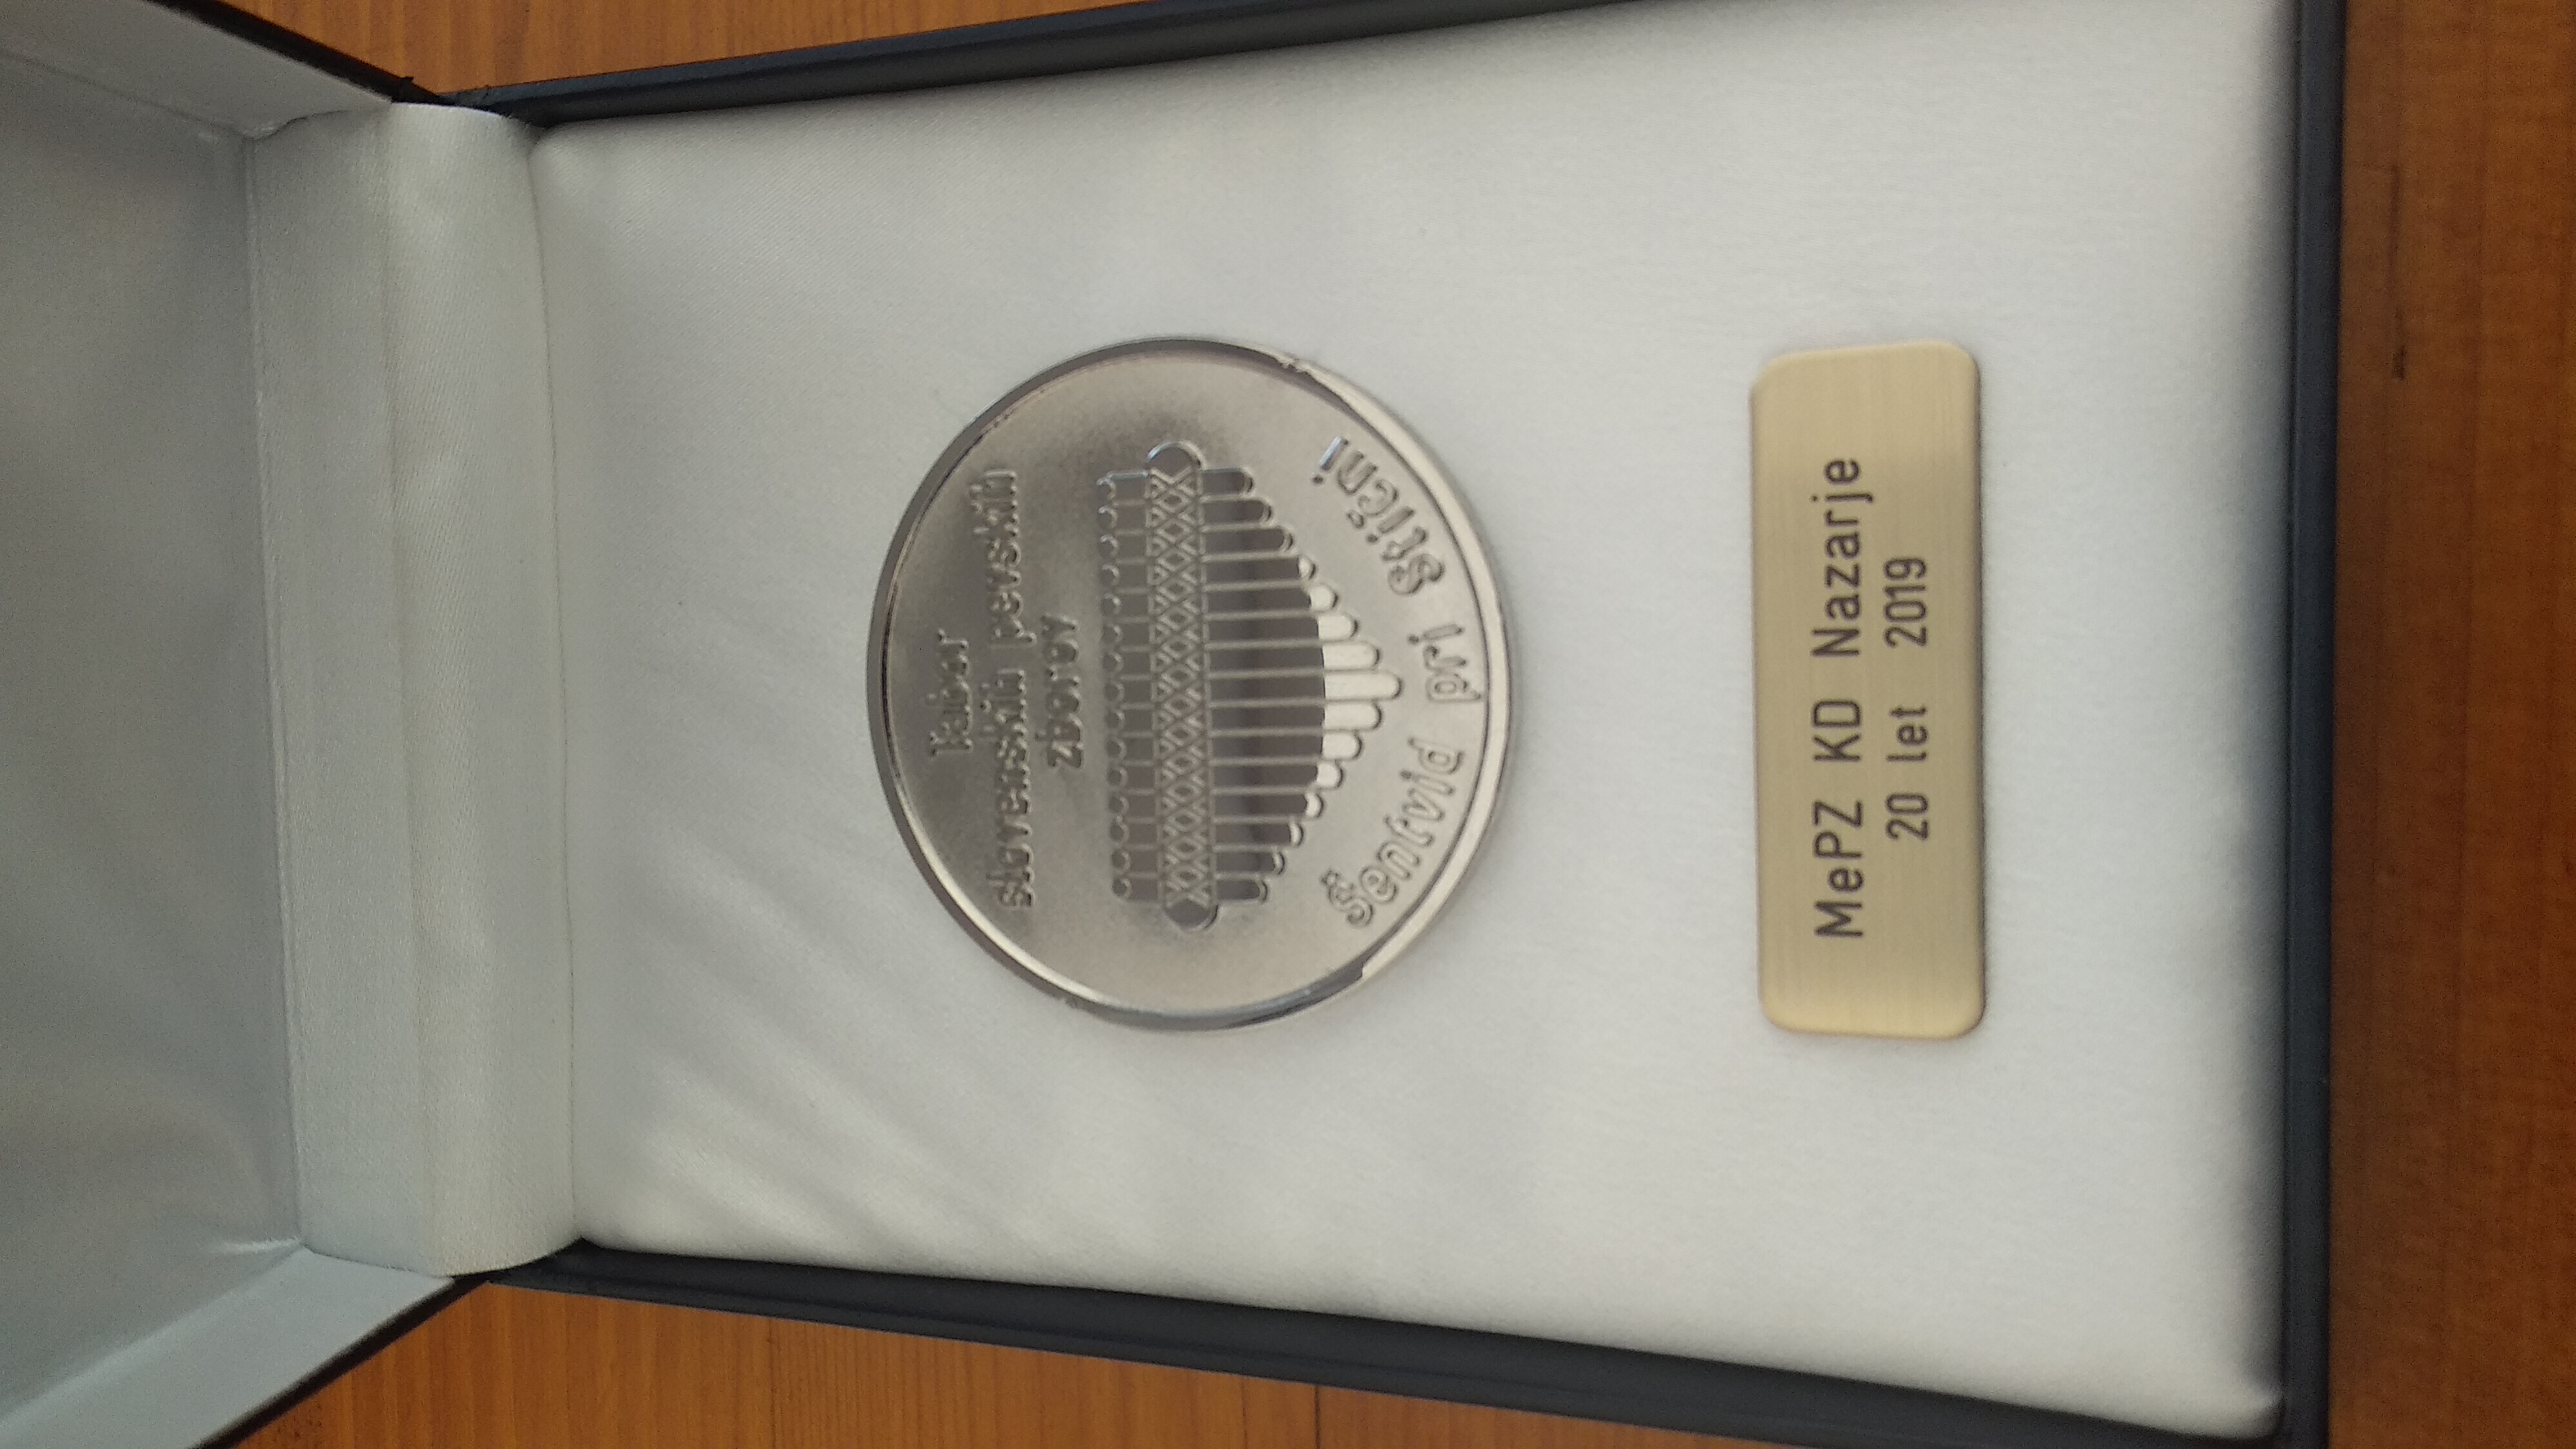 Tabor
slovenskih pevskih
zborov
Šentvid pri Stični
MePZ KD Nazarje
20 let 2019